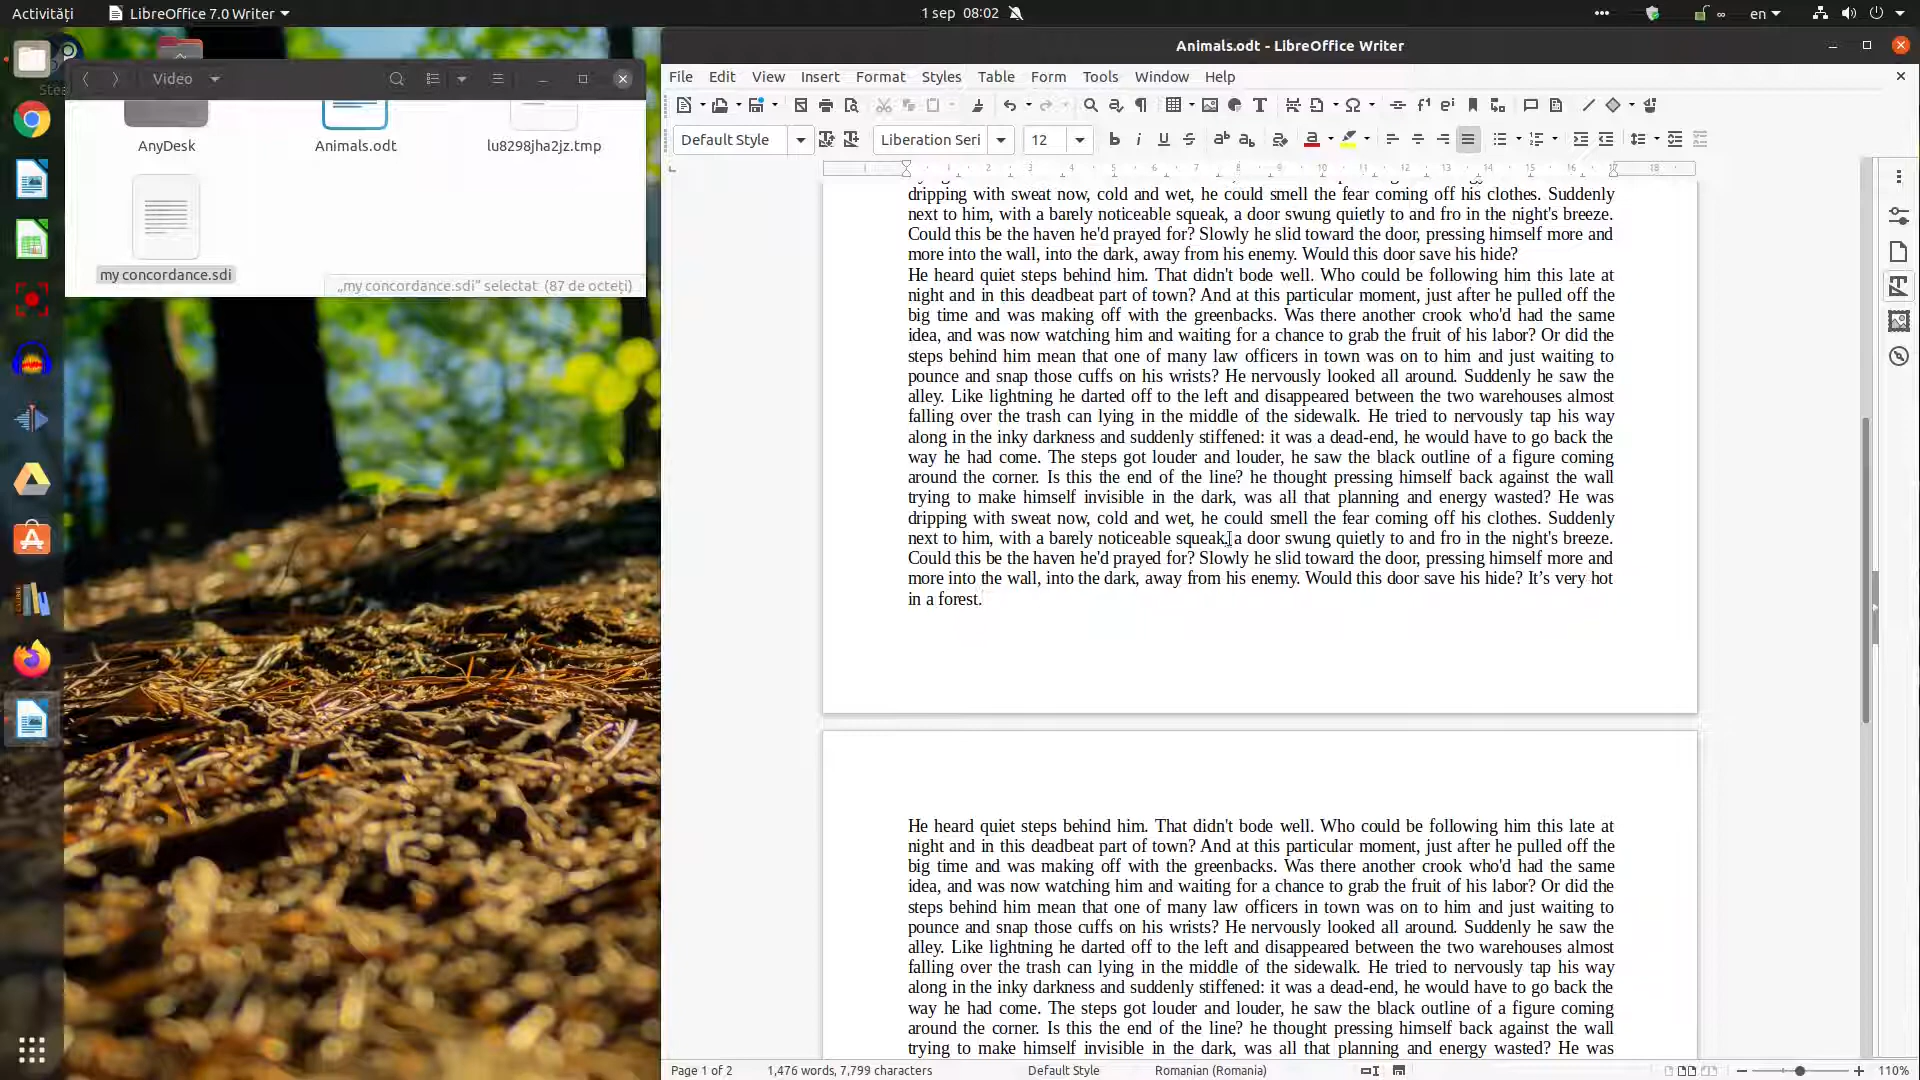 Activități
LibreOffice 7.0 Writer
1 sep 08:02
en
Video
AnyDesk
Animals.odt
lu8298jha2jz.tmp
my concordance.sdi
„my concordance.sdi” selectat (87 de octeți)
Animals.odt - LibreOffice Writer
File Edit View Insert Format Styles Table Form Tools Window Help
Default Style
Liberation Seri
12
1 1 2 3 4 5 6 7 8 9 10 11 12 13 14 15 16 17 18
dripping with sweat now, cold and wet, he could smell the fear coming off his clothes. Suddenly
next to him, with a barely noticeable squeak, a door swung quietly to and fro in the night's breeze.
Could this be the haven he'd prayed for? Slowly he slid toward the door, pressing himself more and
more into the wall, into the dark, away from his enemy. Would this door save his hide?
He heard quiet steps behind him. That didn't bode well. Who could be following him this late at
night and in this deadbeat part of town? And at this particular moment, just after he pulled off the
big time and was making off with the greenbacks. Was there another crook who'd had the same
idea, and was now watching him and waiting for a chance to grab the fruit of his labor? Or did the
steps behind him mean that one of many law officers in town was on to him and just waiting to
pounce and snap those cuffs on his wrists? He nervously looked all around. Suddenly he saw the
alley. Like lightning he darted off to the left and disappeared between the two warehouses almost
falling over the trash can lying in the middle of the sidewalk. He tried to nervously tap his way
along in the inky darkness and suddenly stiffened: it was a dead-end, he would have to go back the
way he had come. The steps got louder and louder, he saw the black outline of a figure coming
around the corner. Is this the end of the line? he thought pressing himself back against the wall
trying to make himself invisible in the dark, was all that planning and energy wasted? He was
dripping with sweat now, cold and wet, he could smell the fear coming off his clothes. Suddenly
next to him, with a barely noticeable squeak, a door swung quietly to and fro in the night's breeze.
Could this be the haven he'd prayed for? Slowly he slid toward the door, pressing himself more and
more into the wall, into the dark, away from his enemy. Would this door save his hide? It’s very hot
in a forest.
He heard quiet steps behind him. That didn't bode well. Who could be following him this late at
night and in this deadbeat part of town? And at this particular moment, just after he pulled off the
big time and was making off with the greenbacks. Was there another crook who'd had the same
idea, and was now watching him and waiting for a chance to grab the fruit of his labor? Or did the
steps behind him mean that one of many law officers in town was on to him and just waiting to
pounce and snap those cuffs on his wrists? He nervously looked all around. Suddenly he saw the
alley. Like lightning he darted off to the left and disappeared between the two warehouses almost
falling over the trash can lying in the middle of the sidewalk. He tried to nervously tap his way
along in the inky darkness and suddenly stiffened: it was a dead-end, he would have to go back the
way he had come. The steps got louder and louder, he saw the black outline of a figure coming
around the corner. Is this the end of the line? he thought pressing himself back against the wall
trying to make himself invisible in the dark, was all that planning and energy wasted? He was
Page 1 of 2
1,476 words, 7,799 characters
Default Style
Romanian (Romania)
110%